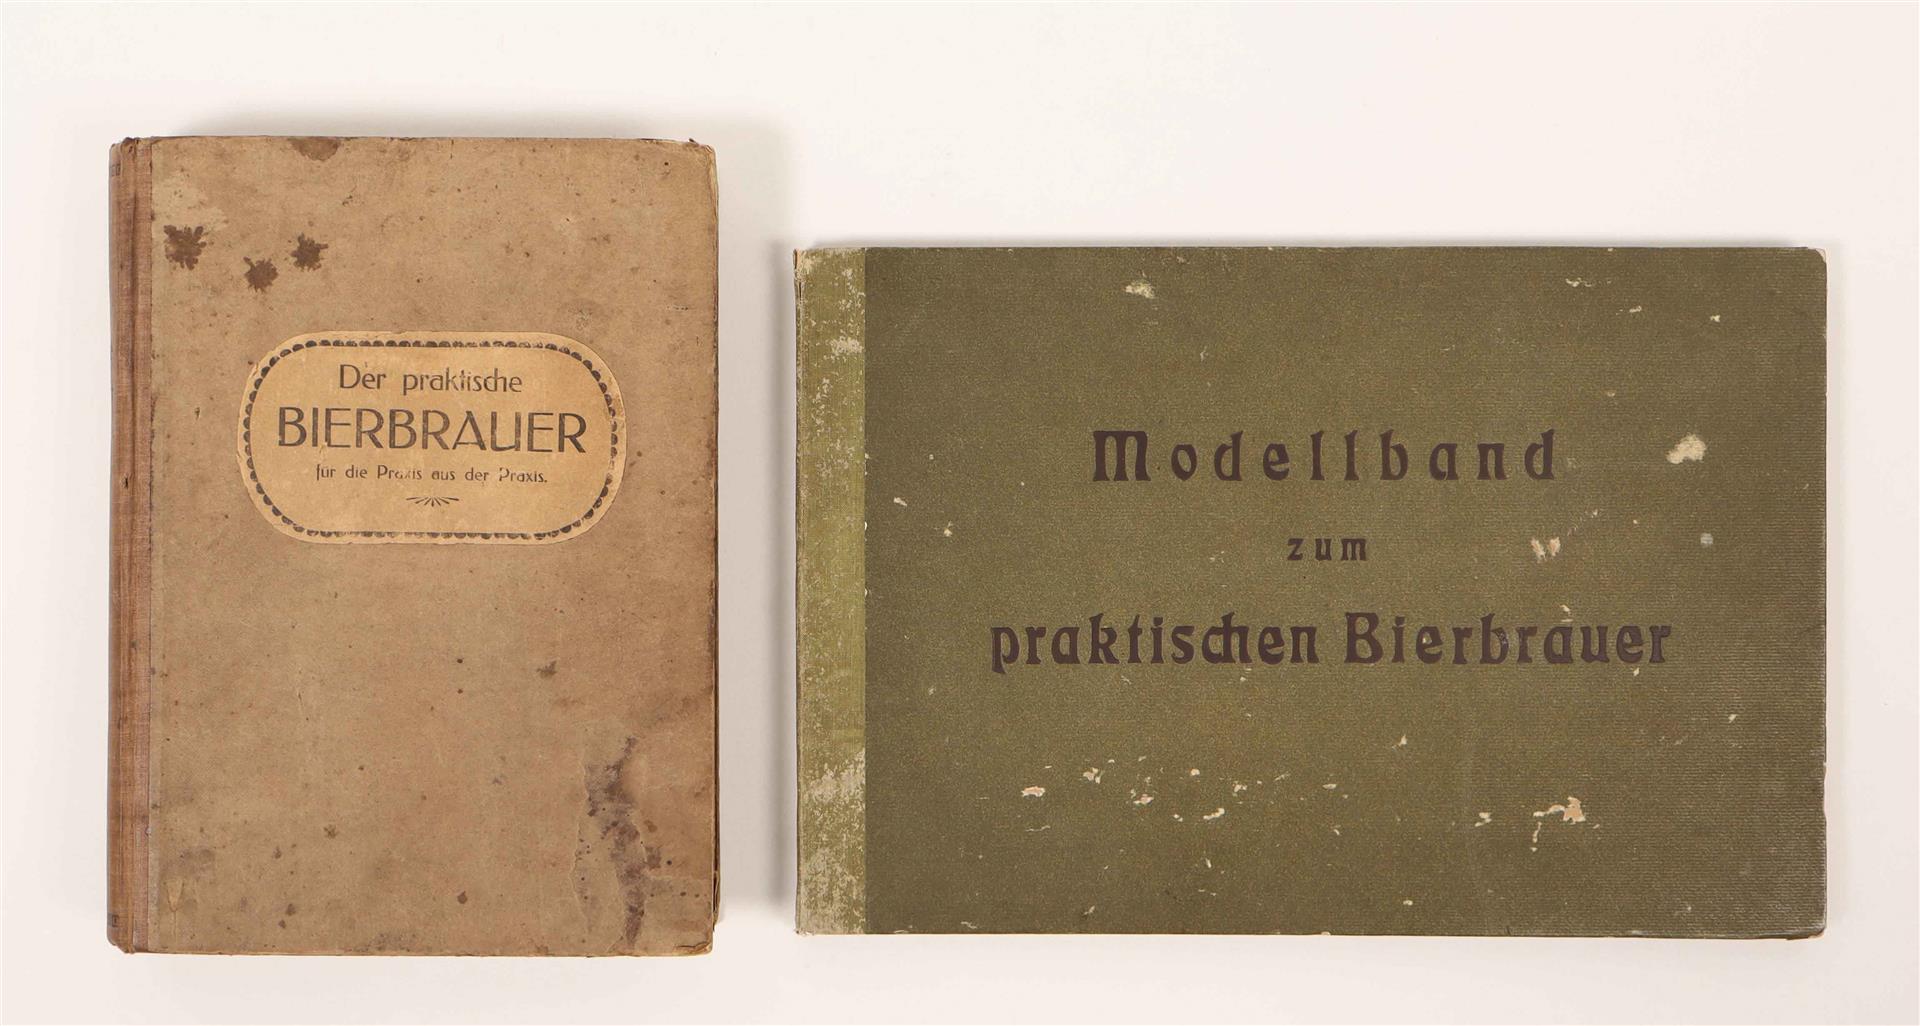 Der praktische
BIERBRAUER
für die Praxis aus der Praxis.
Modellband
zum
praktischen Bierbrauer